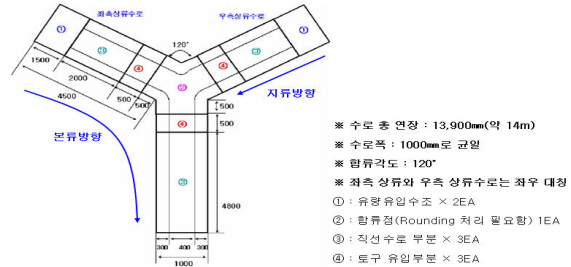 좌측상류수로
우측상류수로
120°
①
①
③
③
④
④
②
1500
2000
4500
500
500
지류방향
본류방향
500
500
④
③
4800
300
400
300
1000
※ 수로 총 연장 : 13,900㎜(약 14m)
※ 수로폭 : 1000㎜로 균일
※ 합류각도 : 120°
※ 좌측 상류와 우측 상류수로는 좌우 대칭
① : 유량유입수조 × 2EA
② : 합류점(Rounding 처리 필요함) 1EA
③ : 직선수로 부분 × 3EA
④ : 토구 유입부분 × 3EA